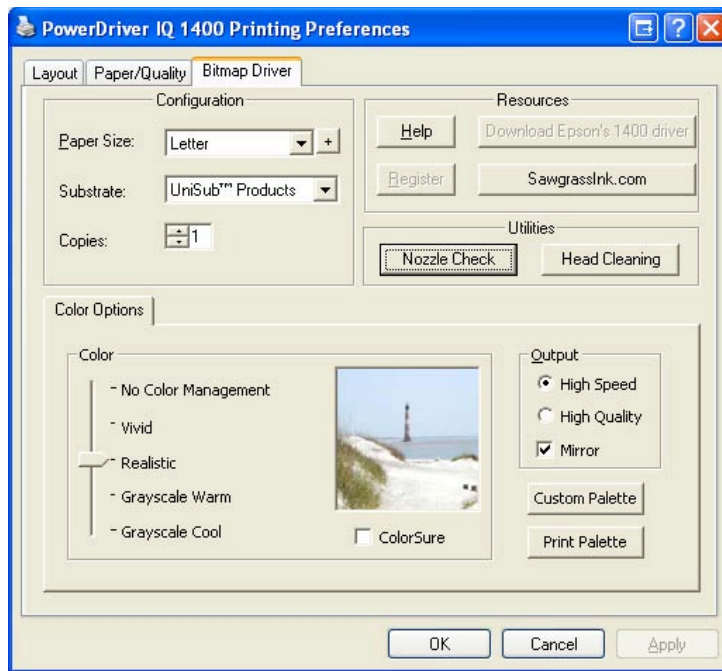 PowerDriver IQ 1400 Printing Preferences
Layout
Paper/Quality
Bitmap Driver
Configuration
Paper Size:
Letter
+
Substrate:
UniSub™ Products
Copies:
1
Resources
Help
Download Epson's 1400 driver
Register
SawgrassInk.com
Utilities
Nozzle Check
Head Cleaning
Color Options
Color
No Color Management
Vivid
Realistic
Grayscale Warm
Grayscale Cool
ColorSure
Output
High Speed
High Quality
Mirror
Custom Palette
Print Palette
OK
Cancel
Apply